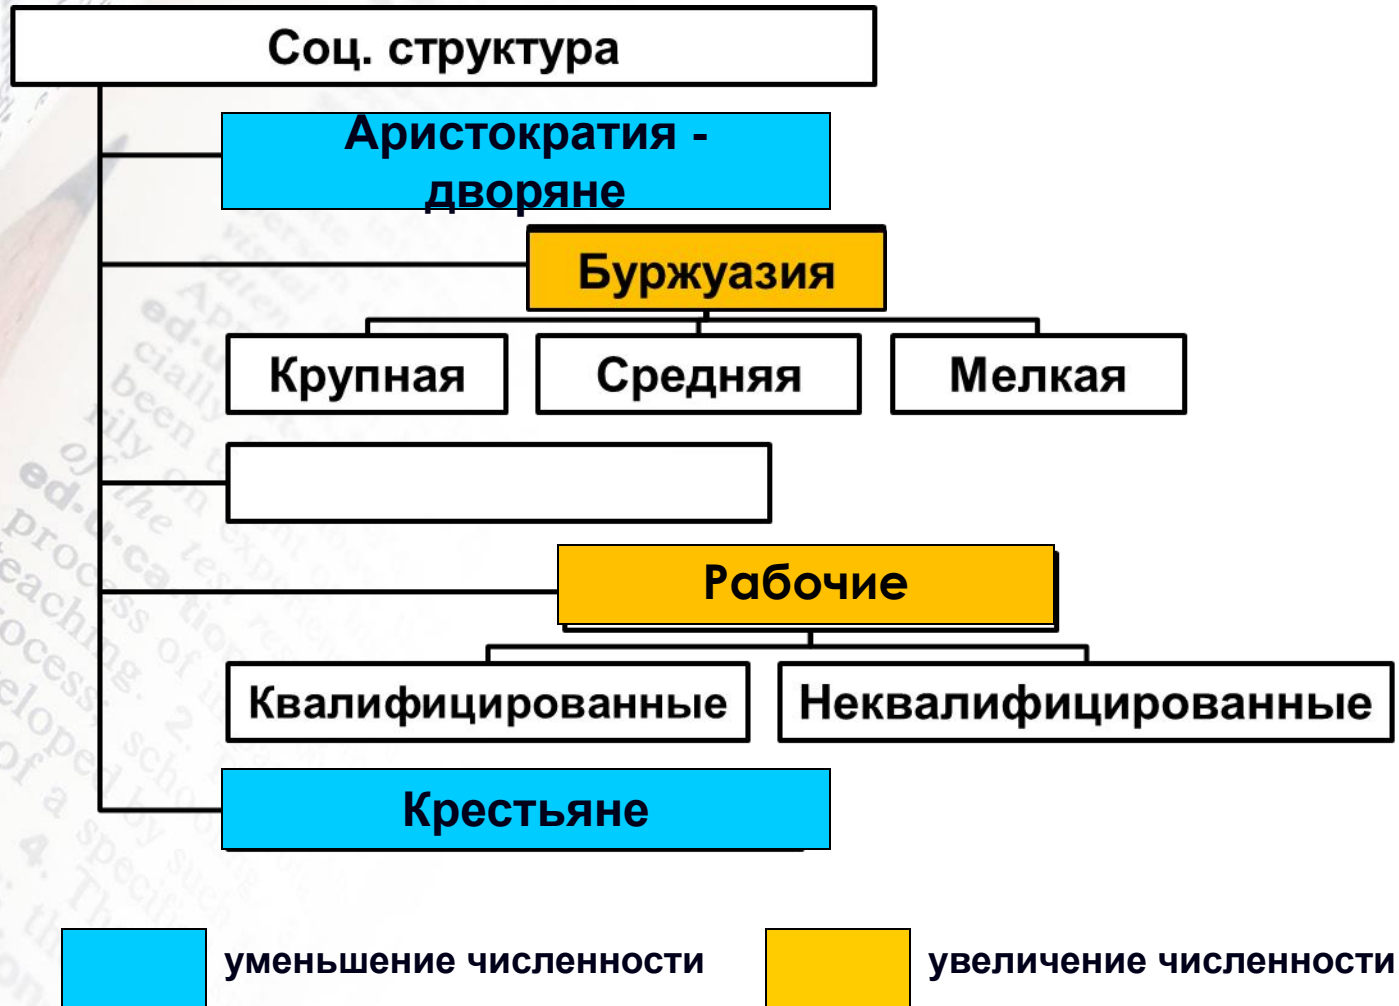 Соц. структура
Аристократия -
дворяне
Буржуазия
Крупная
Средняя
Мелкая
Рабочие
Квалифицированные
Неквалифицированные
Крестьяне
уменьшение численности
увеличение численности